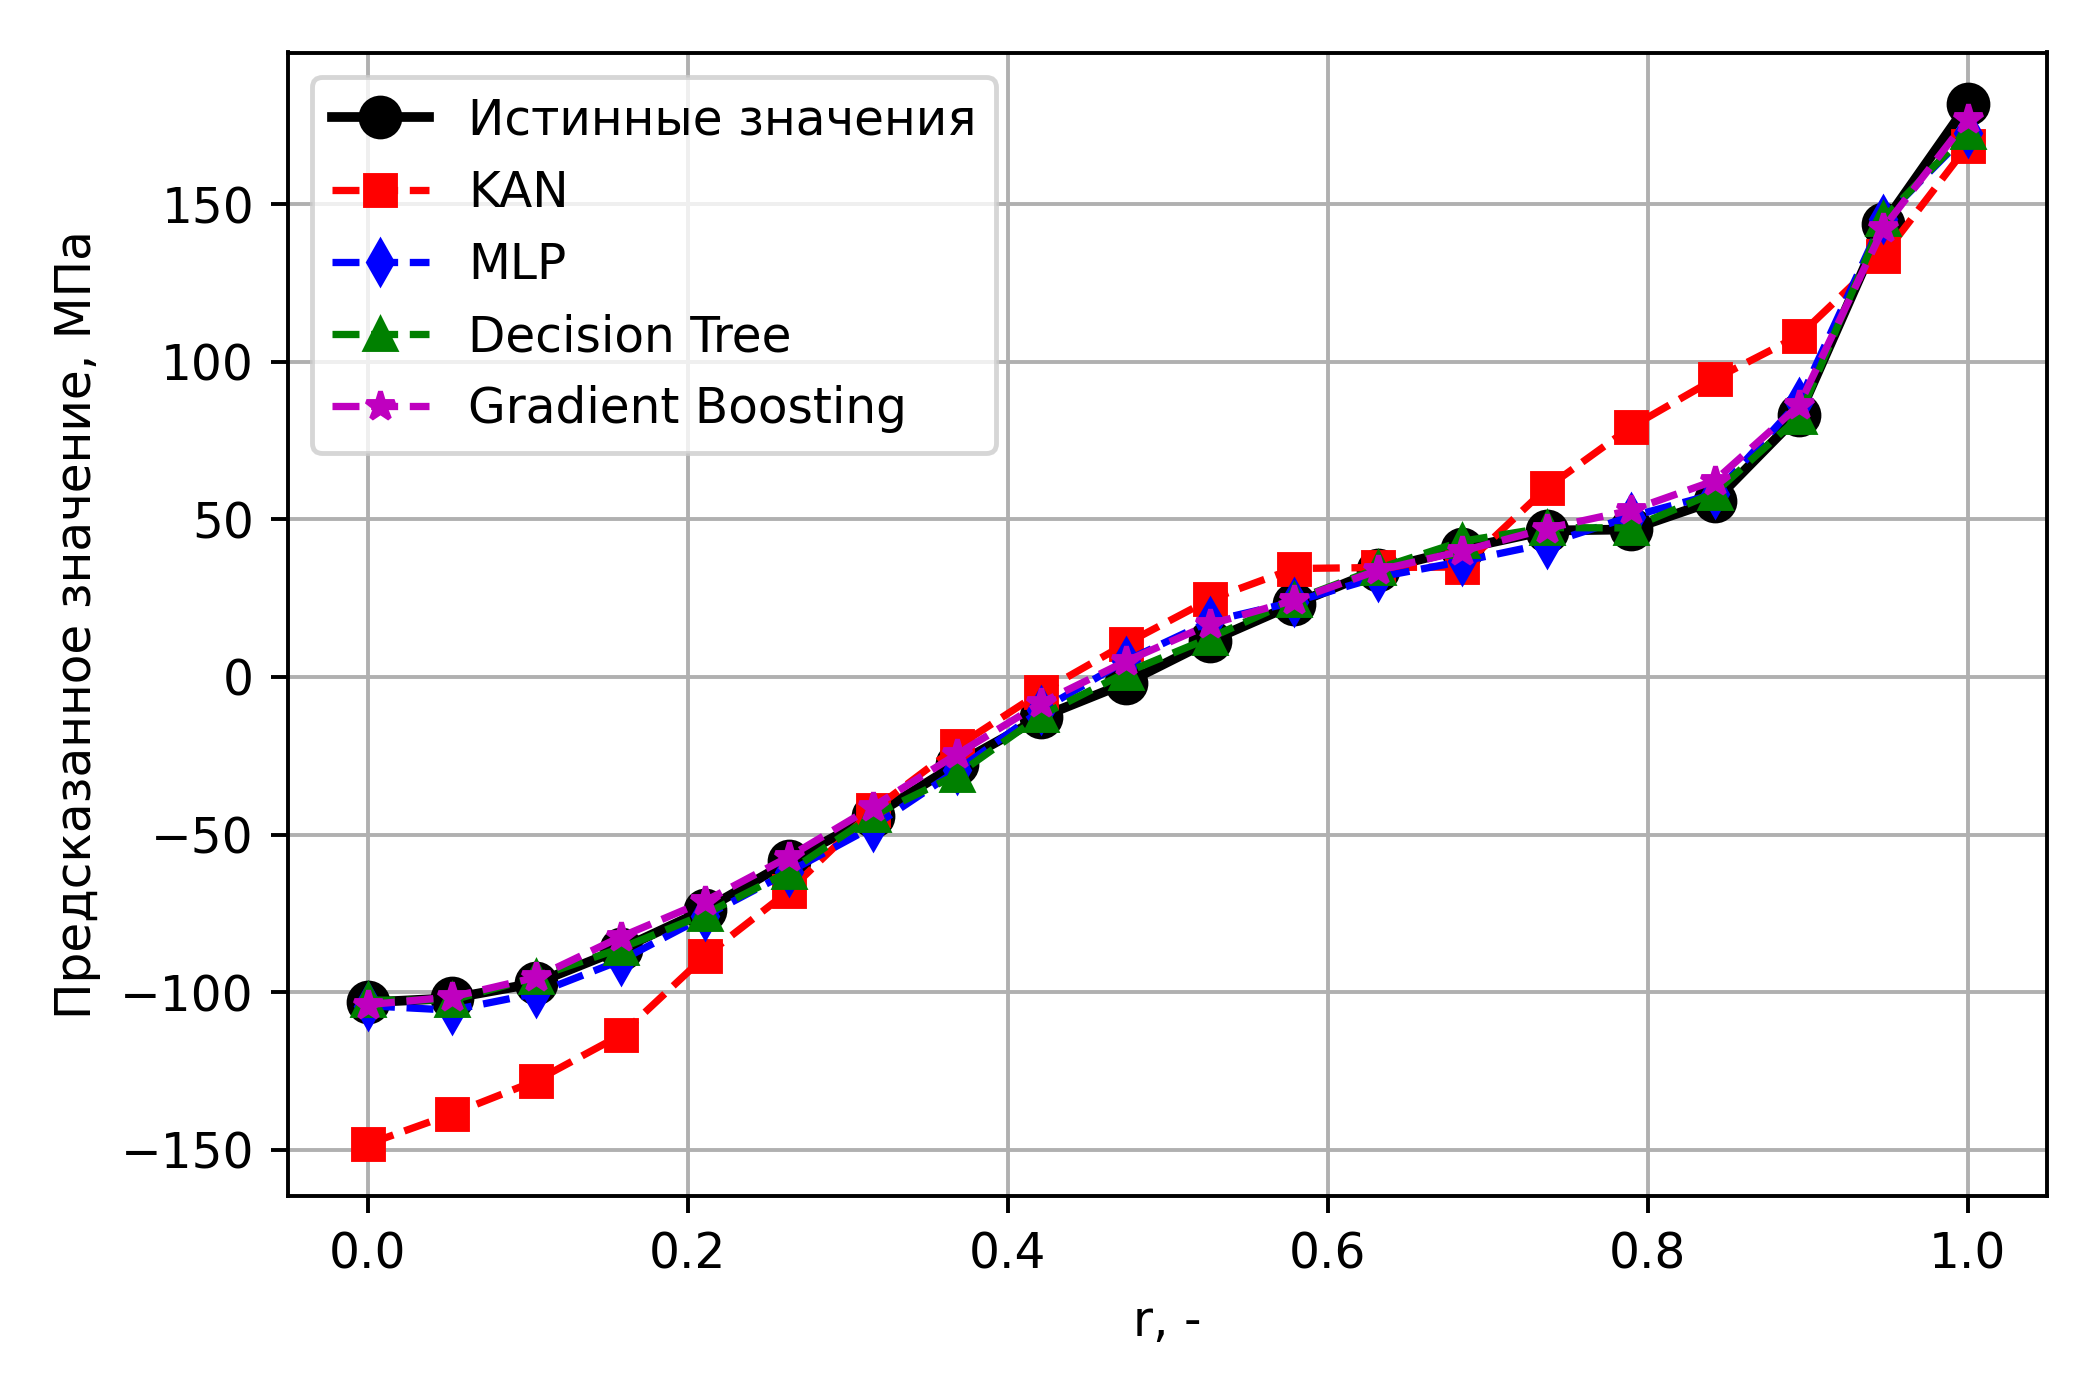 Истинные значения
KAN
MLP
Decision Tree
Gradient Boosting
Предсказанное значение, МПа
150
100
50
0
−50
−100
−150
0.0 0.2 0.4 0.6 0.8 1.0
r, -